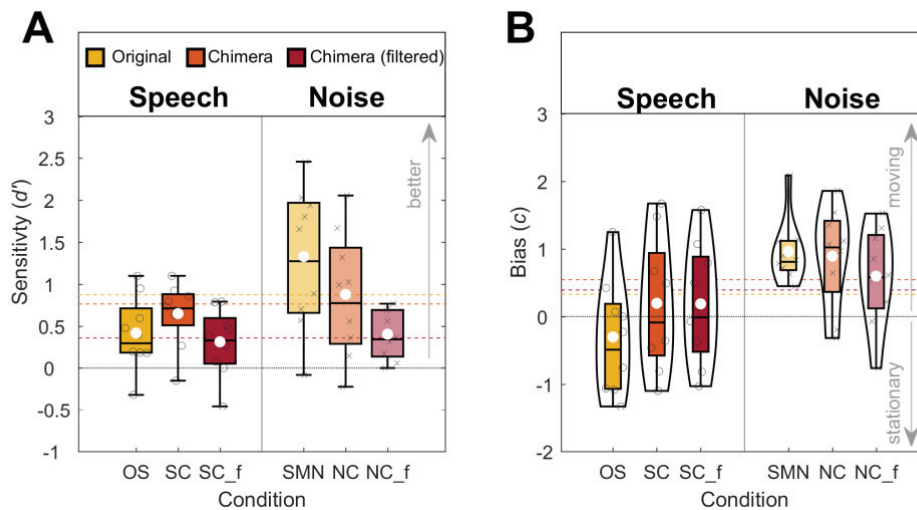 A
Original
Chimera
Chimera (filtered)
Speech
Noise
3
2.5
2
1.5
1
0.5
0
-0.5
-1
Sensitivty (d')
better
OS
SC
SC_f
SMN
NC
NC_f
Condition
B
Speech
Noise
3
2
1
0
-1
-2
Bias (c)
moving
stationary
OS
SC
SC_f
SMN
NC
NC_f
Condition